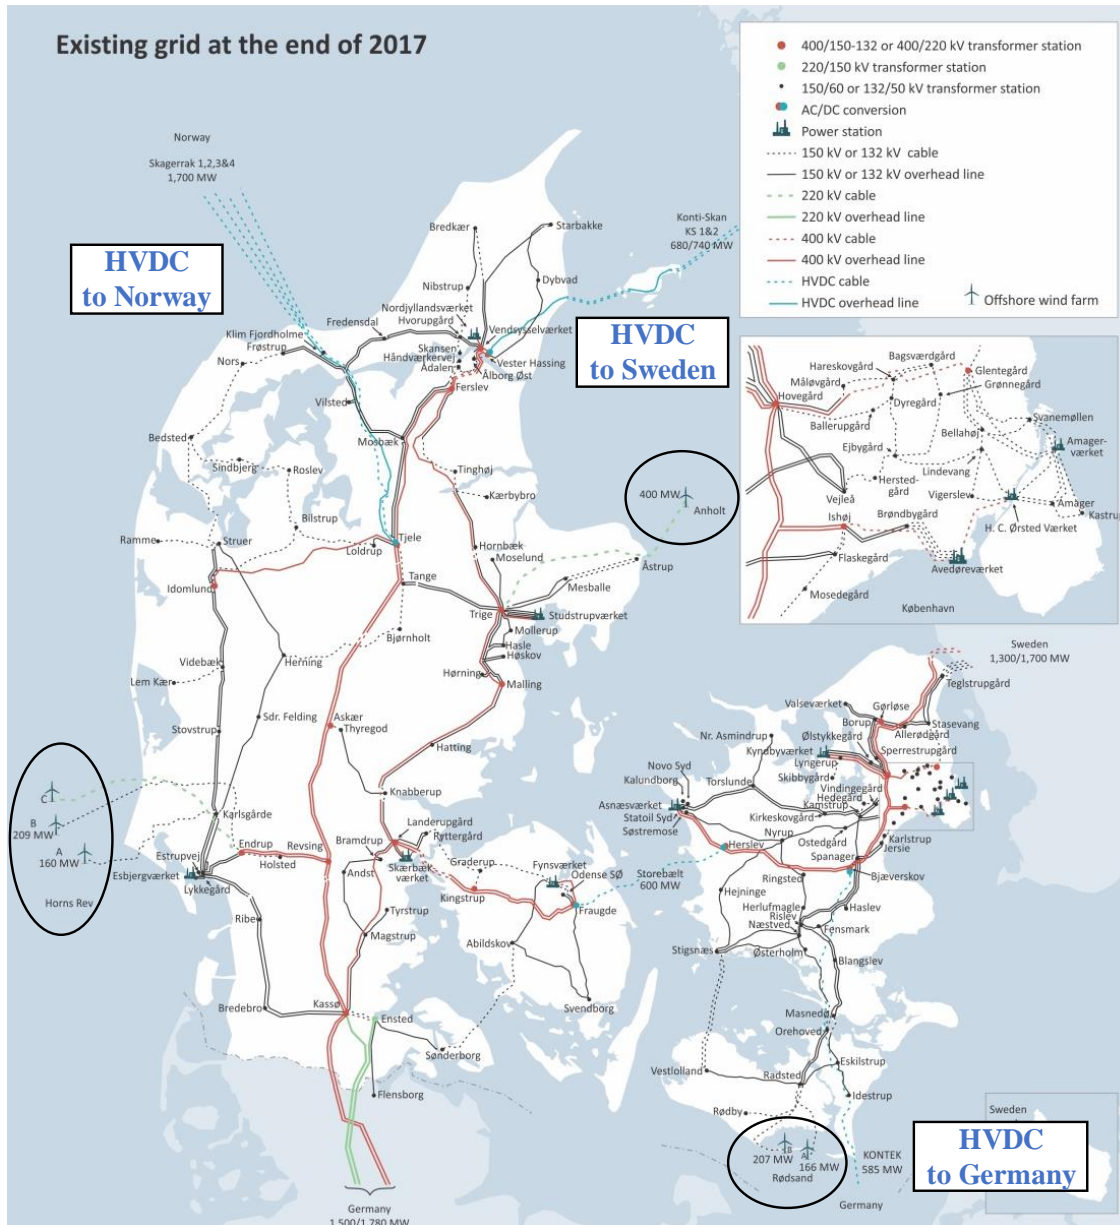 Existing grid at the end of 2017
400/150-132 or 400/220 kV transformer station
220/150 kV transformer station
150/60 or 132/50 kV transformer station
AC/DC conversion
Power station
150 kV or 132 kV cable
150 kV or 132 kV overhead line
220 kV cable
220 kV overhead line
400 kV cable
400 kV overhead line
HVDC cable
HVDC overhead line
Offshore wind farm
Norway
Skagerrak 1,2,3&4
1,700 MW
HVDC
to Norway
Konti-Skan
KS 1&2
680/740 MW
HVDC
to Sweden
Bredkær
Starbakke
Dybvad
Nibstrup
Nordjyllandsværket
Hvorupgård
Vendsysselværket
Fredensdal
Klim Fjordholme
Frøstrup
Skansen
Håndværkervej
Ådalen
Vester Hassing
Ålborg Øst
Ferslev
Nors
Vilsted
Mosbæk
Bedsted
Sindbjerg
Roslev
Tinghøj
Kærbybro
400 MW
Anholt
Bilstrup
Ramme
Struer
Loldrup
Tjele
Hornbæk
Moselund
Åstrup
Mesballe
Idomlund
Tange
Trige
Studstrupværket
Mollerup
Bjørnholt
Hasle
Høskov
Herning
Videbæk
Lem Kær
Hørning
Malling
Sdr. Felding
Askær
Thyregod
Stovstrup
Hatting
Knabberup
C
B
209 MW
A
160 MW
Horns Rev
Karlsgårde
Estrupvej
Esbjergværket
Lykkegård
Endrup
Holsted
Revsing
Bramdrup
Landerupgård
Ryttergård
Skærbæk-
værket
Andst
Graderup
Fynsværket
Odense SØ
Kingstrup
Fraugde
Ribe
Tyrstrup
Magstrup
Abildskov
Svendborg
Bredebro
Kassø
Ensted
Sønderborg
Flensborg
Germany
1,500/1,780 MW
Bagsværdgård
Hareskovgård
Glentegård
Måløvgård
Grønnegård
Hovegård
Dyregård
Ballerupgård
Svanemøllen
Bellahøj
Amager-
værket
Ejbygård
Lindevang
Hersted-
gård
Vigerslev
Vejleå
Amager
Kastrup
Ishøj
Brøndbygård
H. C. Ørsted Værket
Flaskegård
Avedøreværket
Mosedegård
København
Sweden
1,300/1,700 MW
Teglstrupgård
Valseværket
Gørløse
Borup
Stasevang
Allerødgård
Ølstykkegård
Nr. Asmindrup
Kyndbyværket
Sperrestrupgård
Lyngerup
Novo Syd
Kalundborg
Torslunde
Skibbygård
Vindingegård
Hedegård
Asnæsværket
Kamstrup
Statoil Syd
Søstremose
Kirkeskovgård
Nyrup
Karlstrup
Jersie
Herslev
Ostedgård
Spanager
Storebælt
600 MW
Ringsted
Bjæverskov
Hejninge
Herlufmagle
Haslev
Rislev
Næstved
Fensmark
Stigsnæs
Østerholm
Blangslev
Masnedø
Orehoved
Vestlolland
Radsted
Eskilstrup
Idestrup
Rødby
B
207 MW
A
166 MW
Rødsand
KONTEK
585 MW
Germany
Sweden
HVDC
to Germany